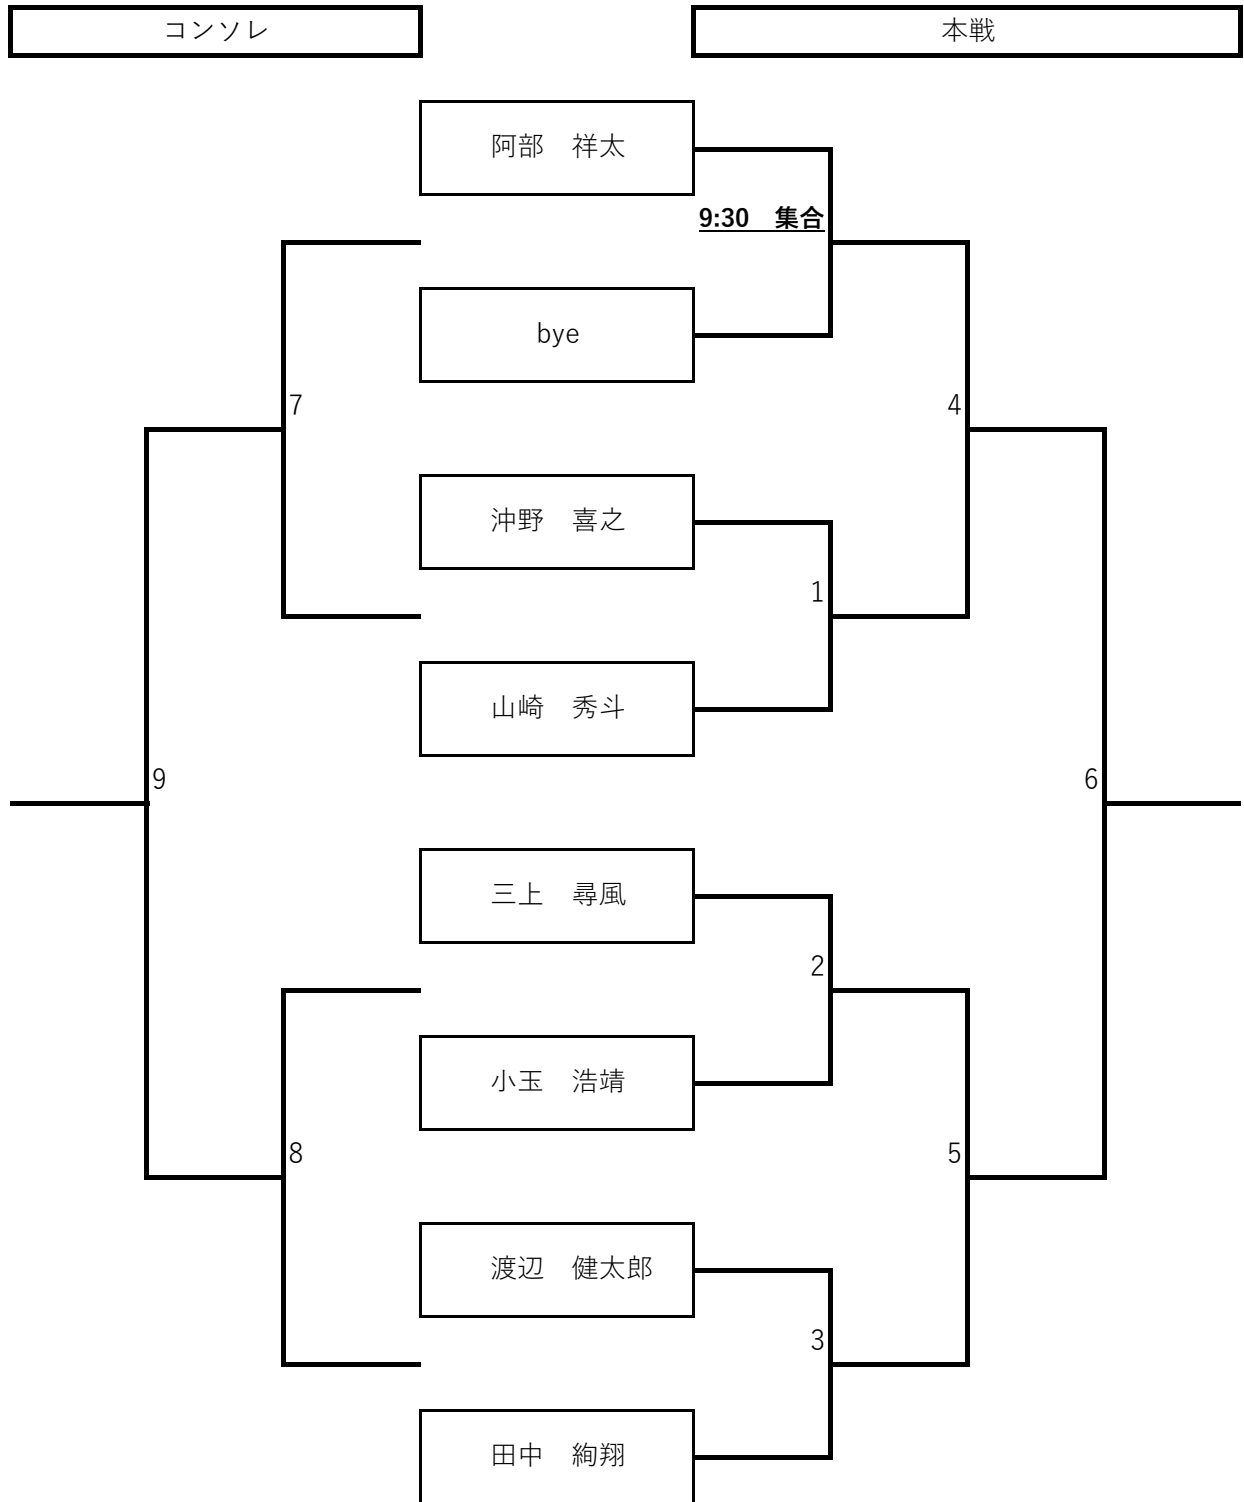 コンソレ
本戦
阿部　祥太
9:30　集合
bye
7
4
沖野　喜之
1
山崎　秀斗
9
6
三上　尋風
2
小玉　浩靖
8
5
渡辺　健太郎
3
田中　絢翔